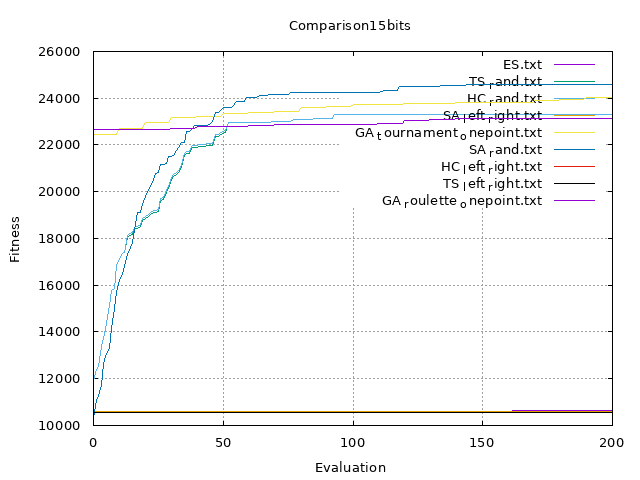 Comparison15bits
26000
24000
22000
20000
18000
16000
14000
12000
10000
0
50
100
150
200
Fitness
Evaluation
ES.txt
TS_rand.txt
HC_rand.txt
SA_left_right.txt
GA_tournament_onepoint.txt
SA_rand.txt
HC_left_right.txt
TS_left_right.txt
GA_roulette_onepoint.txt